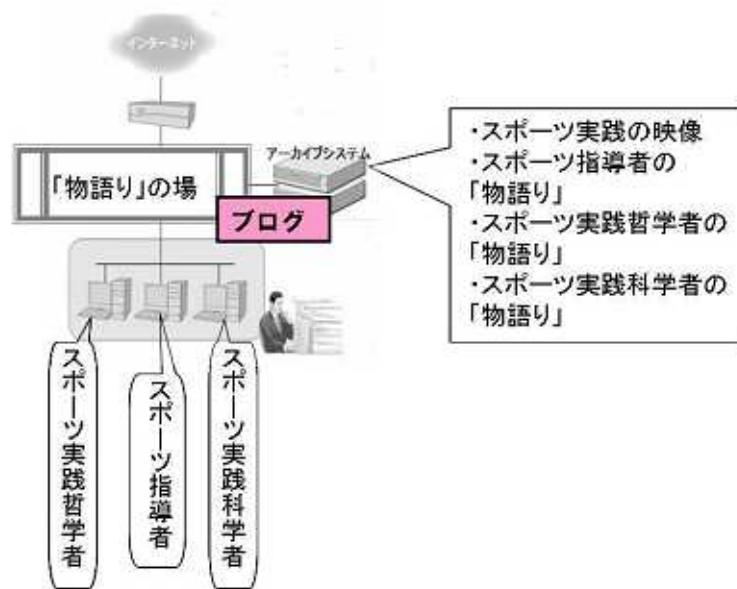 インターネット
アーカイブシステム
「物語り」の場
ブログ
・スポーツ実践の映像
・スポーツ指導者の
「物語り」
・スポーツ実践哲学者の
「物語り」
・スポーツ実践科学者の
「物語り」
スポーツ実践哲学者
スポーツ指導者
スポーツ実践科学者